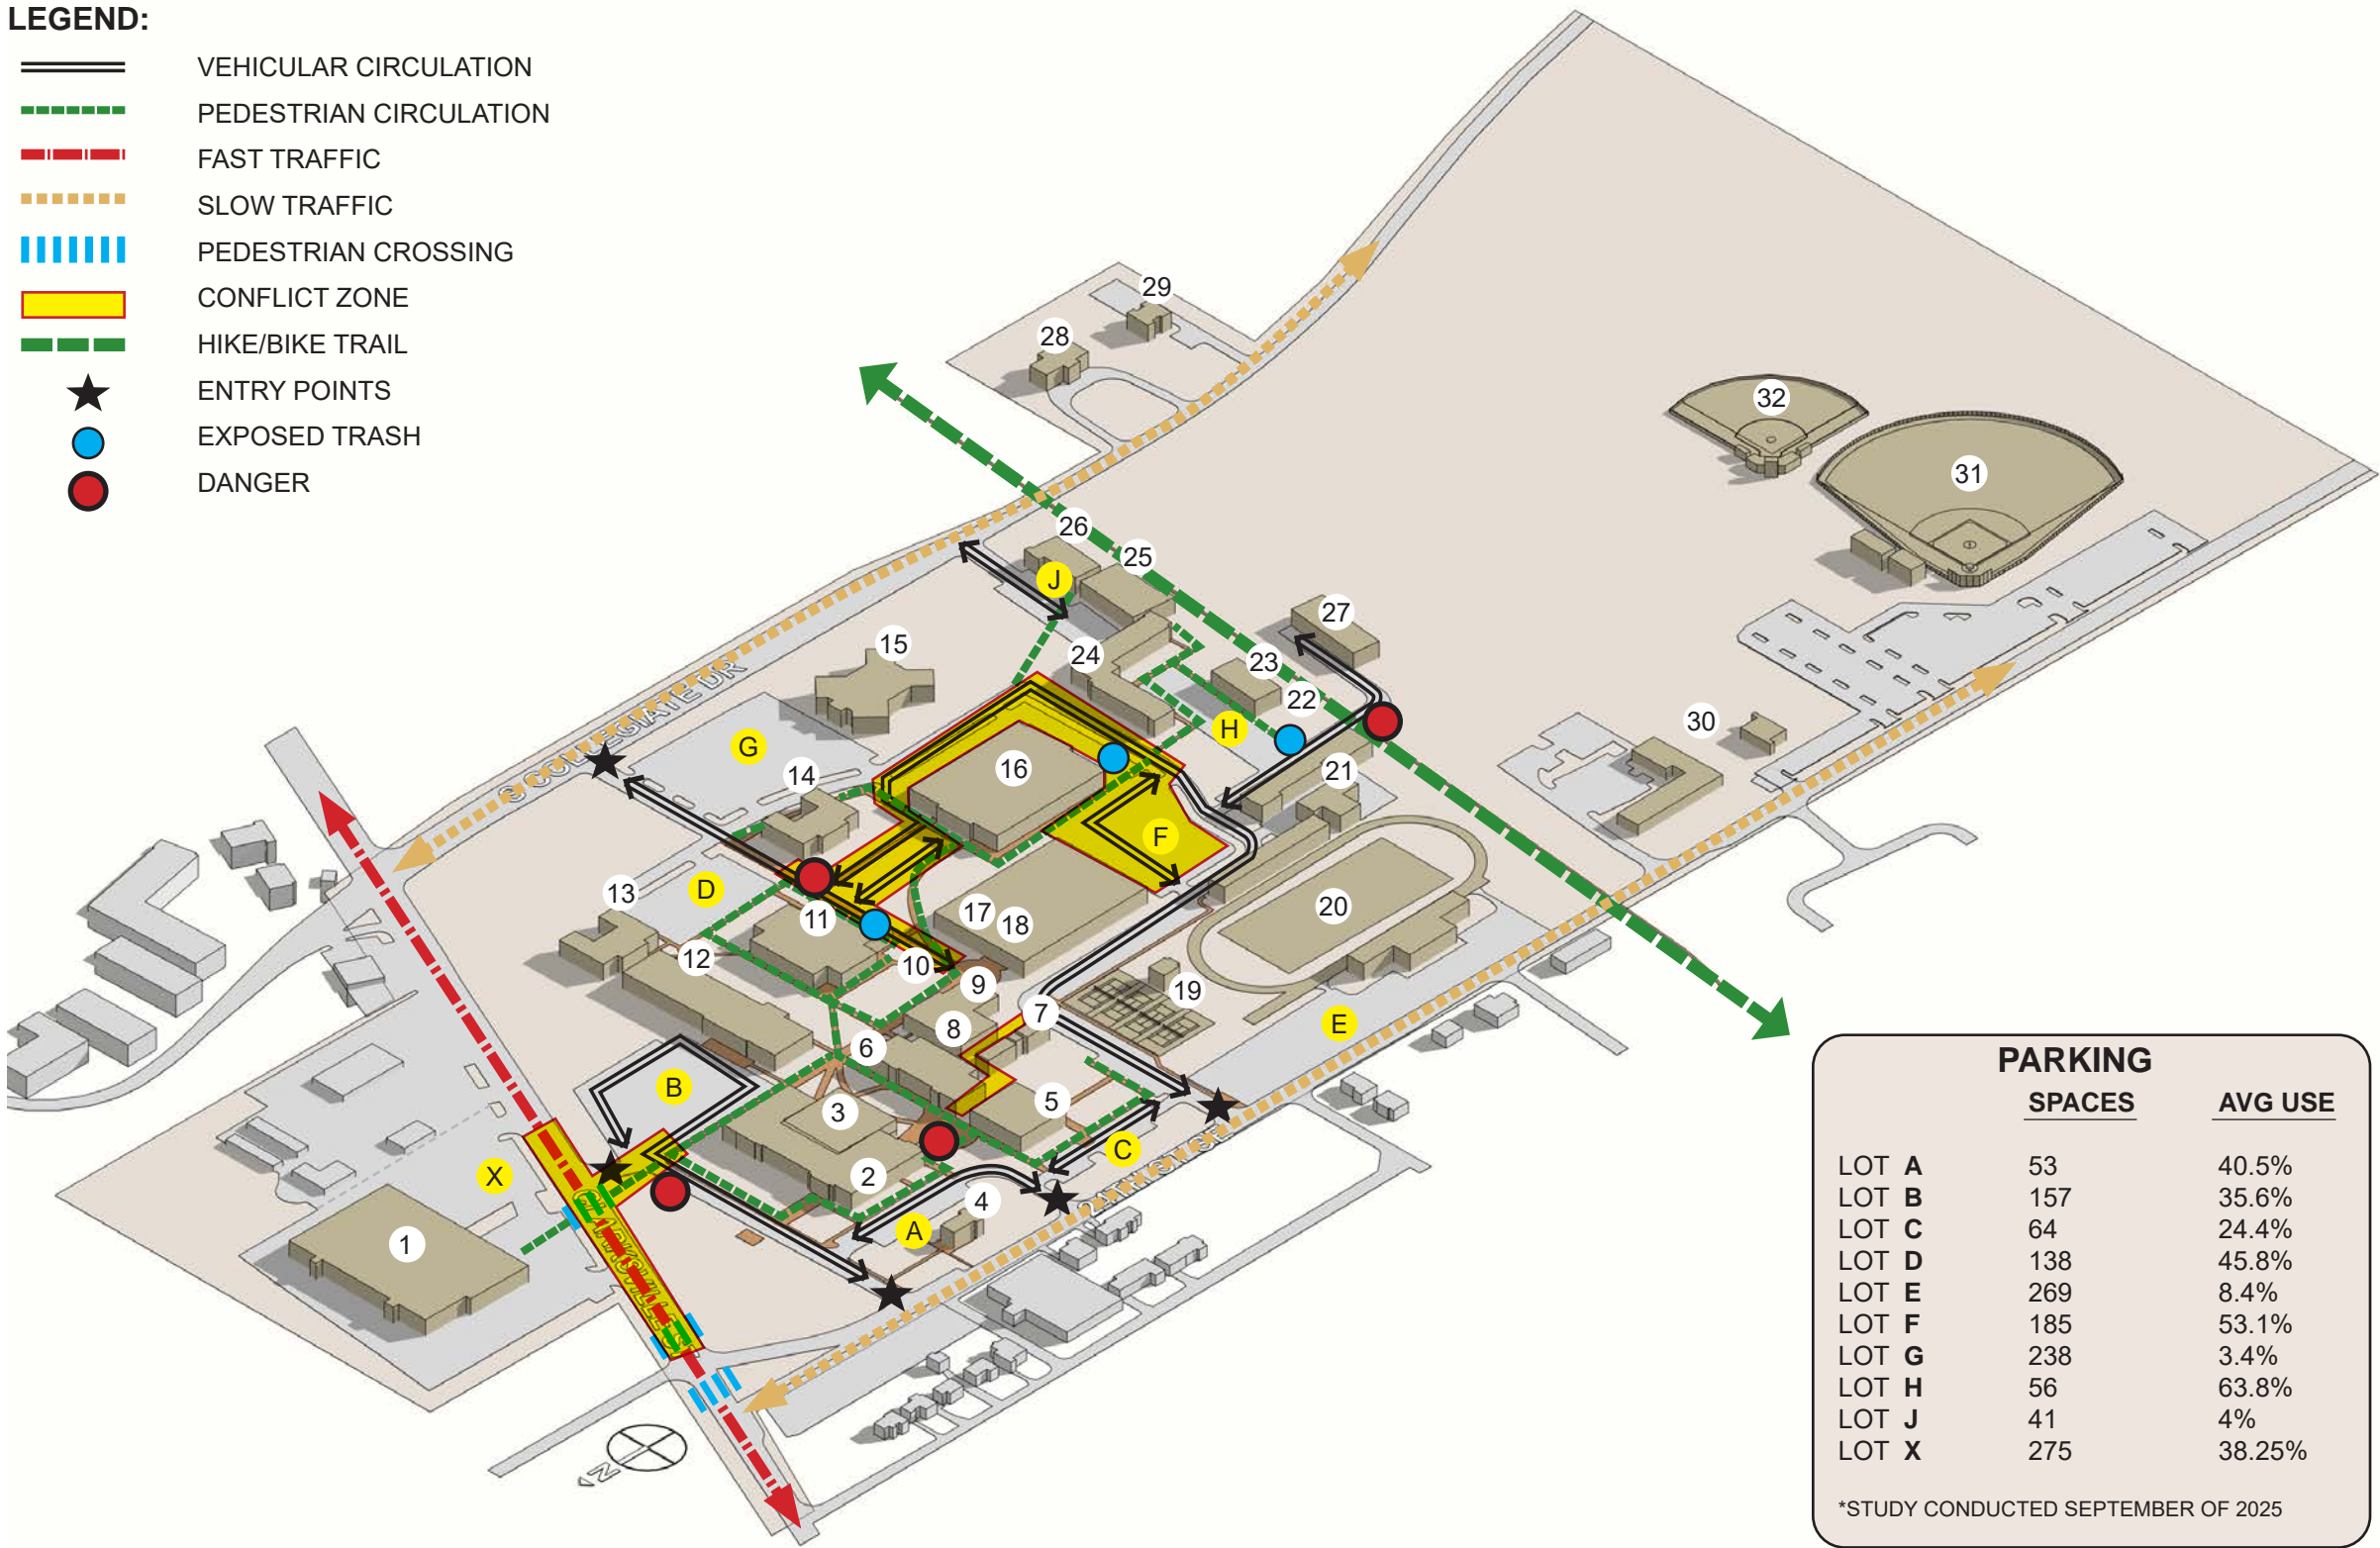 LEGEND:
VEHICULAR CIRCULATION
PEDESTRIAN CIRCULATION
FAST TRAFFIC
SLOW TRAFFIC
PEDESTRIAN CROSSING
CONFLICT ZONE
HIKE/BIKE TRAIL
ENTRY POINTS
EXPOSED TRASH
DANGER
29
28
32
31
26
25
J
27
15
24
23
22
30
H
G
S COLLEGIATE DR
16
14
21
F
13
D
11
17
18
20
12
10
9
19
7
8
E
6
B
3
5
C
X
2
4
A
1
CLARKSVILLE ST
N
PARKING
SPACES AVG USE
LOT A 53 40.5%
LOT B 157 35.6%
LOT C 64 24.4%
LOT D 138 45.8%
LOT E 269 8.4%
LOT F 185 53.1%
LOT G 238 3.4%
LOT H 56 63.8%
LOT J 41 4%
LOT X 275 38.25%
*STUDY CONDUCTED SEPTEMBER OF 2025